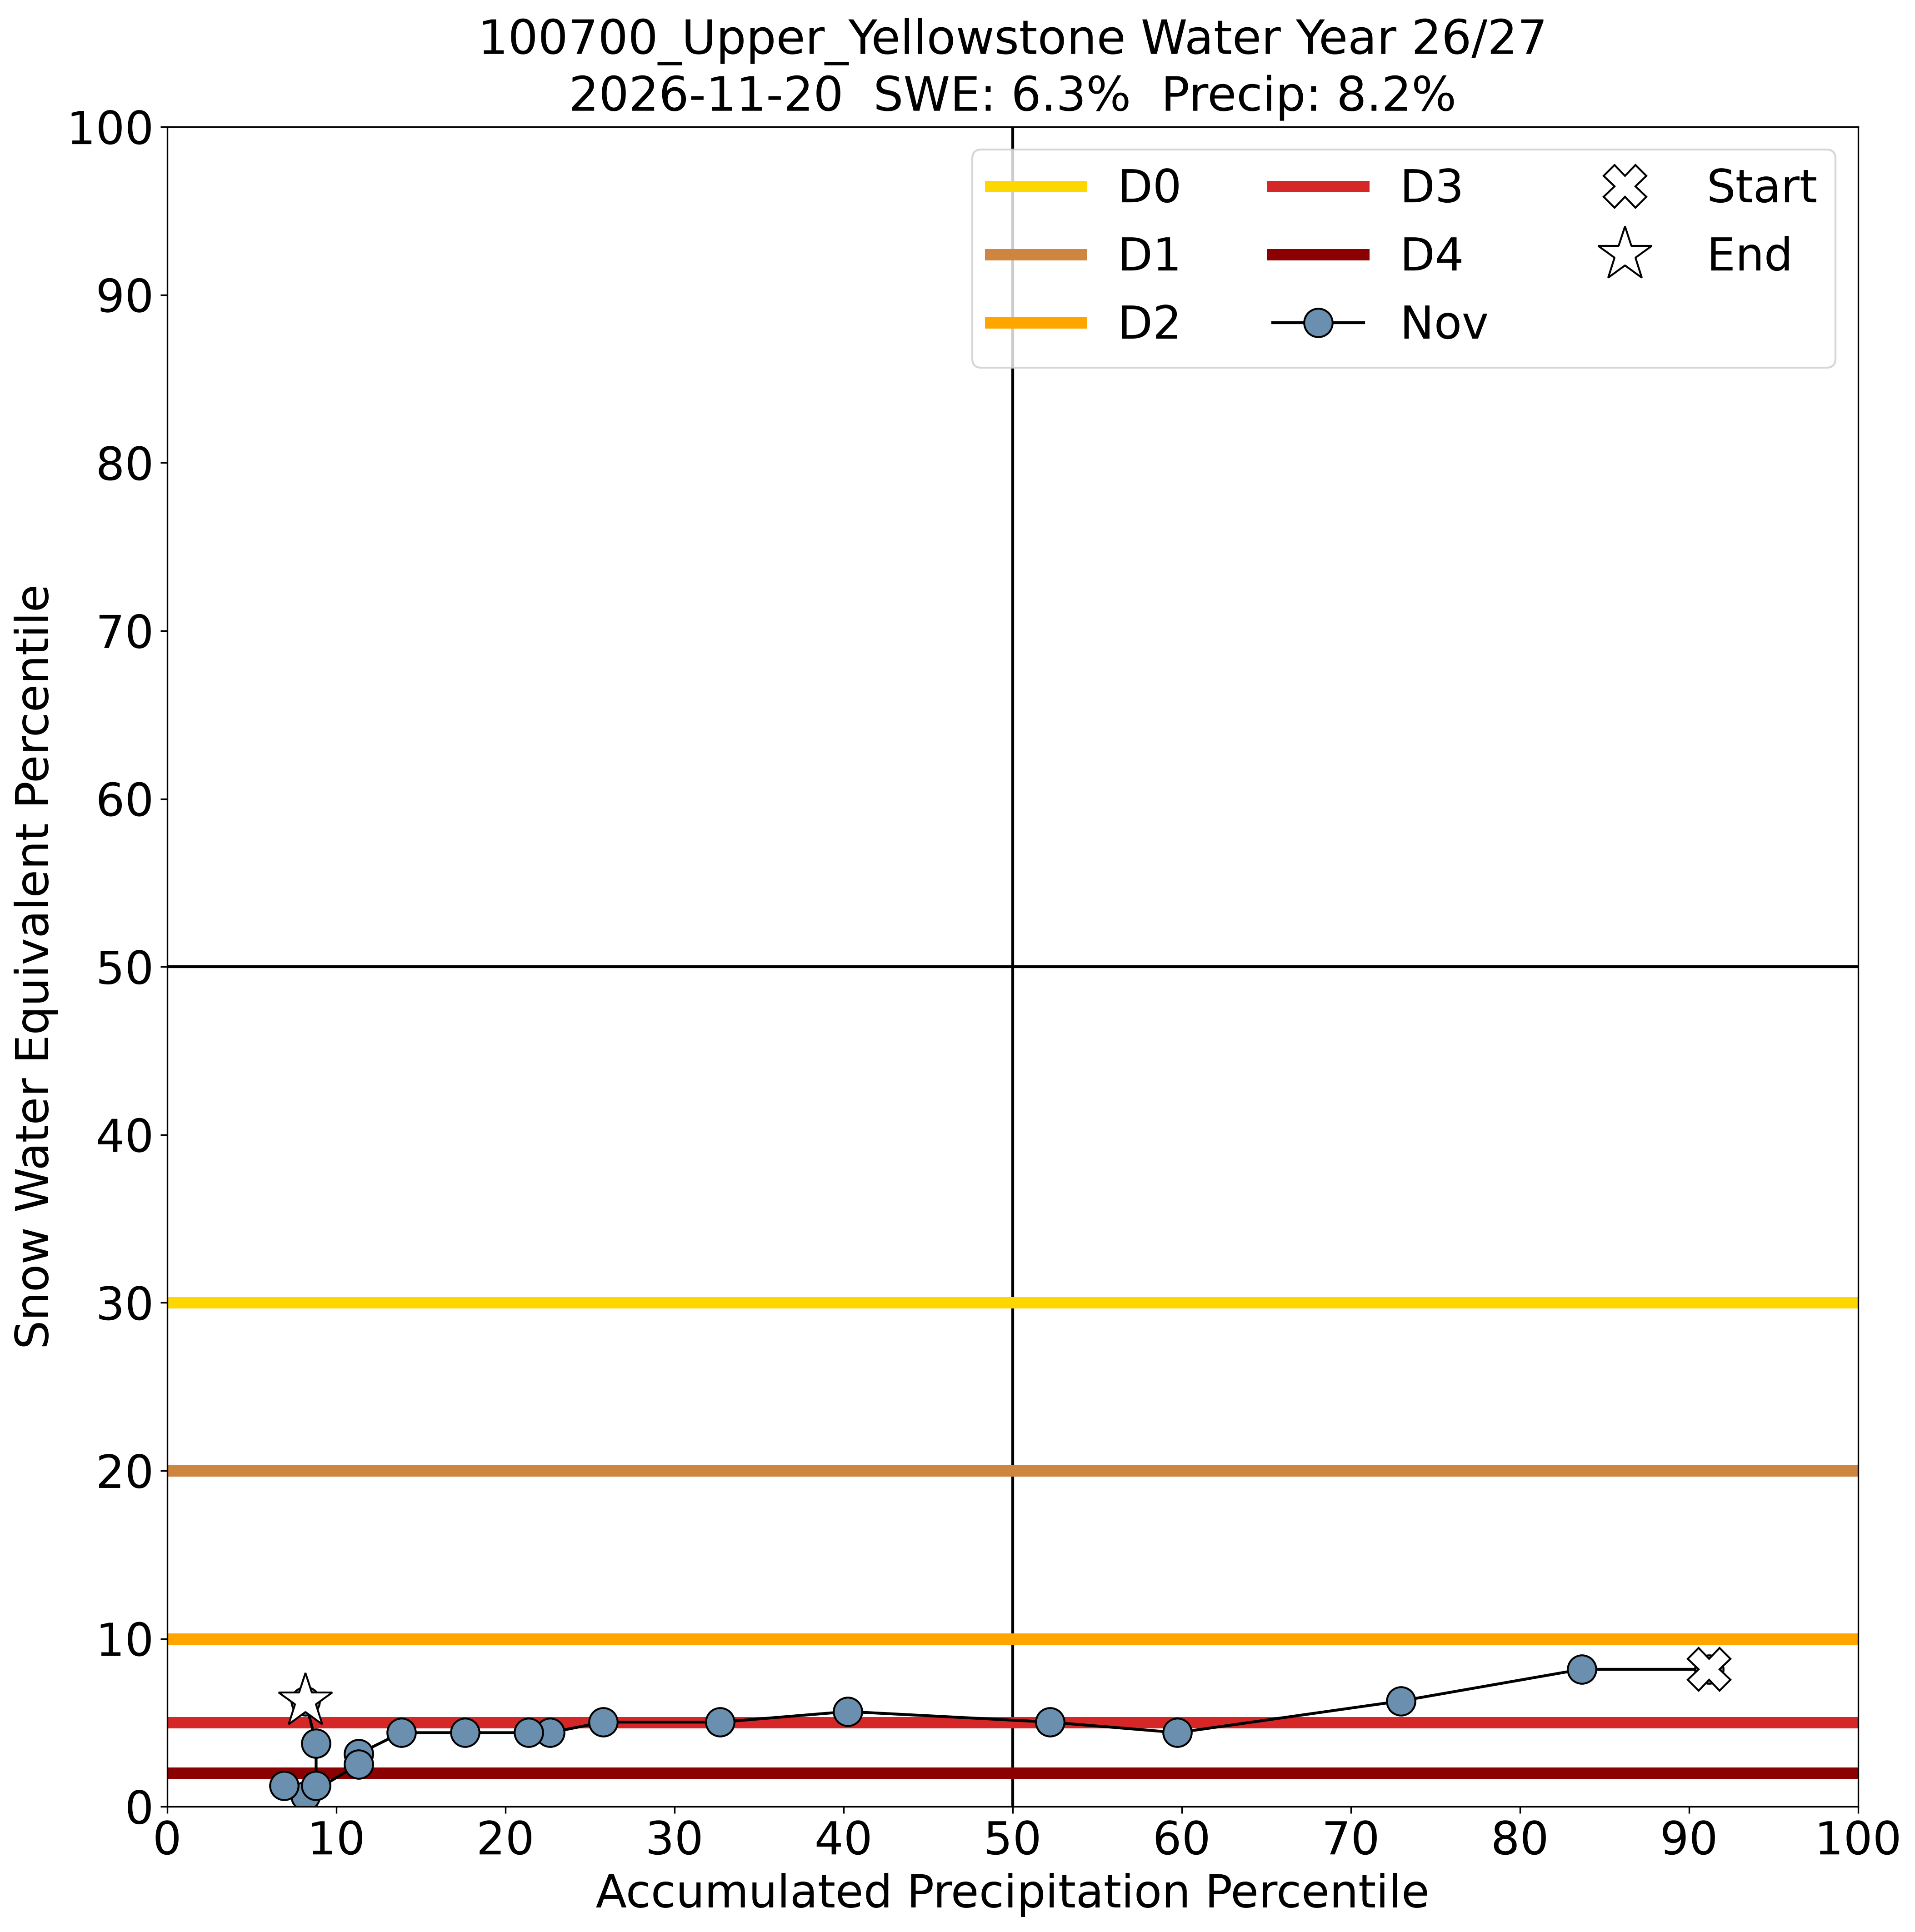 100700_Upper_Yellowstone Water Year 26/27
2026-11-20  SWE: 6.3%  Precip: 8.2%
D0
D1
D2
D3
D4
Nov
Start
End
Snow Water Equivalent Percentile
100
90
80
70
60
50
40
30
20
10
0
0 10 20 30 40 50 60 70 80 90 100
Accumulated Precipitation Percentile